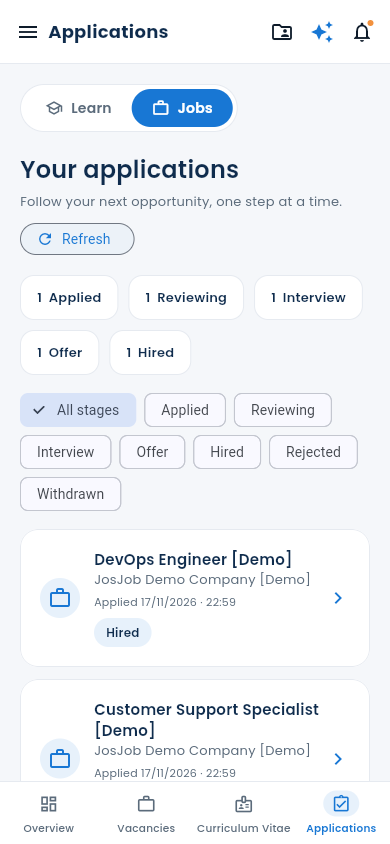 Applications
Learn
Jobs
Your applications
Follow your next opportunity, one step at a time.
Refresh
1 Applied
1 Reviewing
1 Interview
1 Offer
1 Hired
All stages
Applied
Reviewing
Interview
Offer
Hired
Rejected
Withdrawn
DevOps Engineer [Demo]
JosJob Demo Company [Demo]
Applied 17/11/2026 · 22:59
Hired
Customer Support Specialist
[Demo]
JosJob Demo Company [Demo]
Applied 17/11/2026 · 22:59
Overview
Vacancies
Curriculum Vitae
Applications